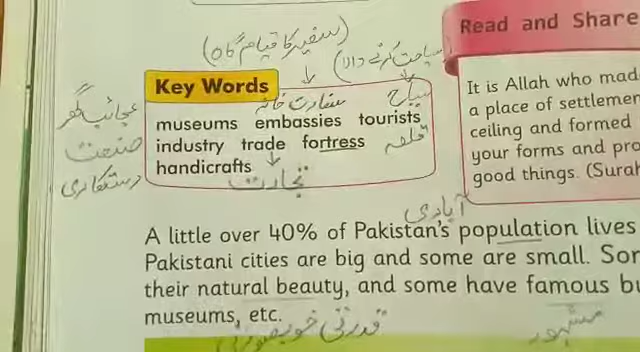 Read and Share
(سفیر کا قیام گاہ)
(سیاحت کرنے والا)
Key Words
عجائب گھر
سفارت خانہ
سیاح
museums embassies tourists
صنعت
industry trade fortress
قلعہ
دستکاری
handicrafts
تجارت
It is Allah who mad
a place of settlemen
ceiling and formed
your forms and pro
good things. (Surah
آبادی
A little over 40% of Pakistan's population lives
Pakistani cities are big and some are small. Sor
their natural beauty, and some have famous bu
museums, etc.
قدرتی خوبصورتی
مشہور